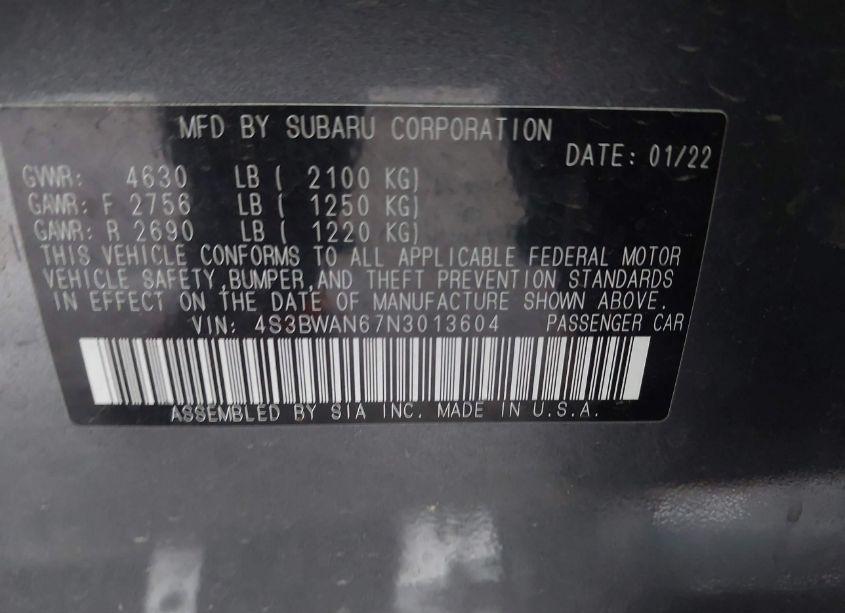 MFD BY SUBARU CORPORATION
DATE: 01/22
GVWR: 4630 LB ( 2100 KG)
GAWR: F 2756 LB ( 1250 KG)
GAWR: R 2690 LB ( 1220 KG)
THIS VEHICLE CONFORMS TO ALL APPLICABLE FEDERAL MOTOR
VEHICLE SAFETY,BUMPER,AND THEFT PREVENTION STANDARDS
IN EFFECT ON THE DATE OF MANUFACTURE SHOWN ABOVE.
VIN: 4S3BWAN67N3013604 PASSENGER CAR
ASSEMBLED BY SIA INC. MADE IN U.S.A.